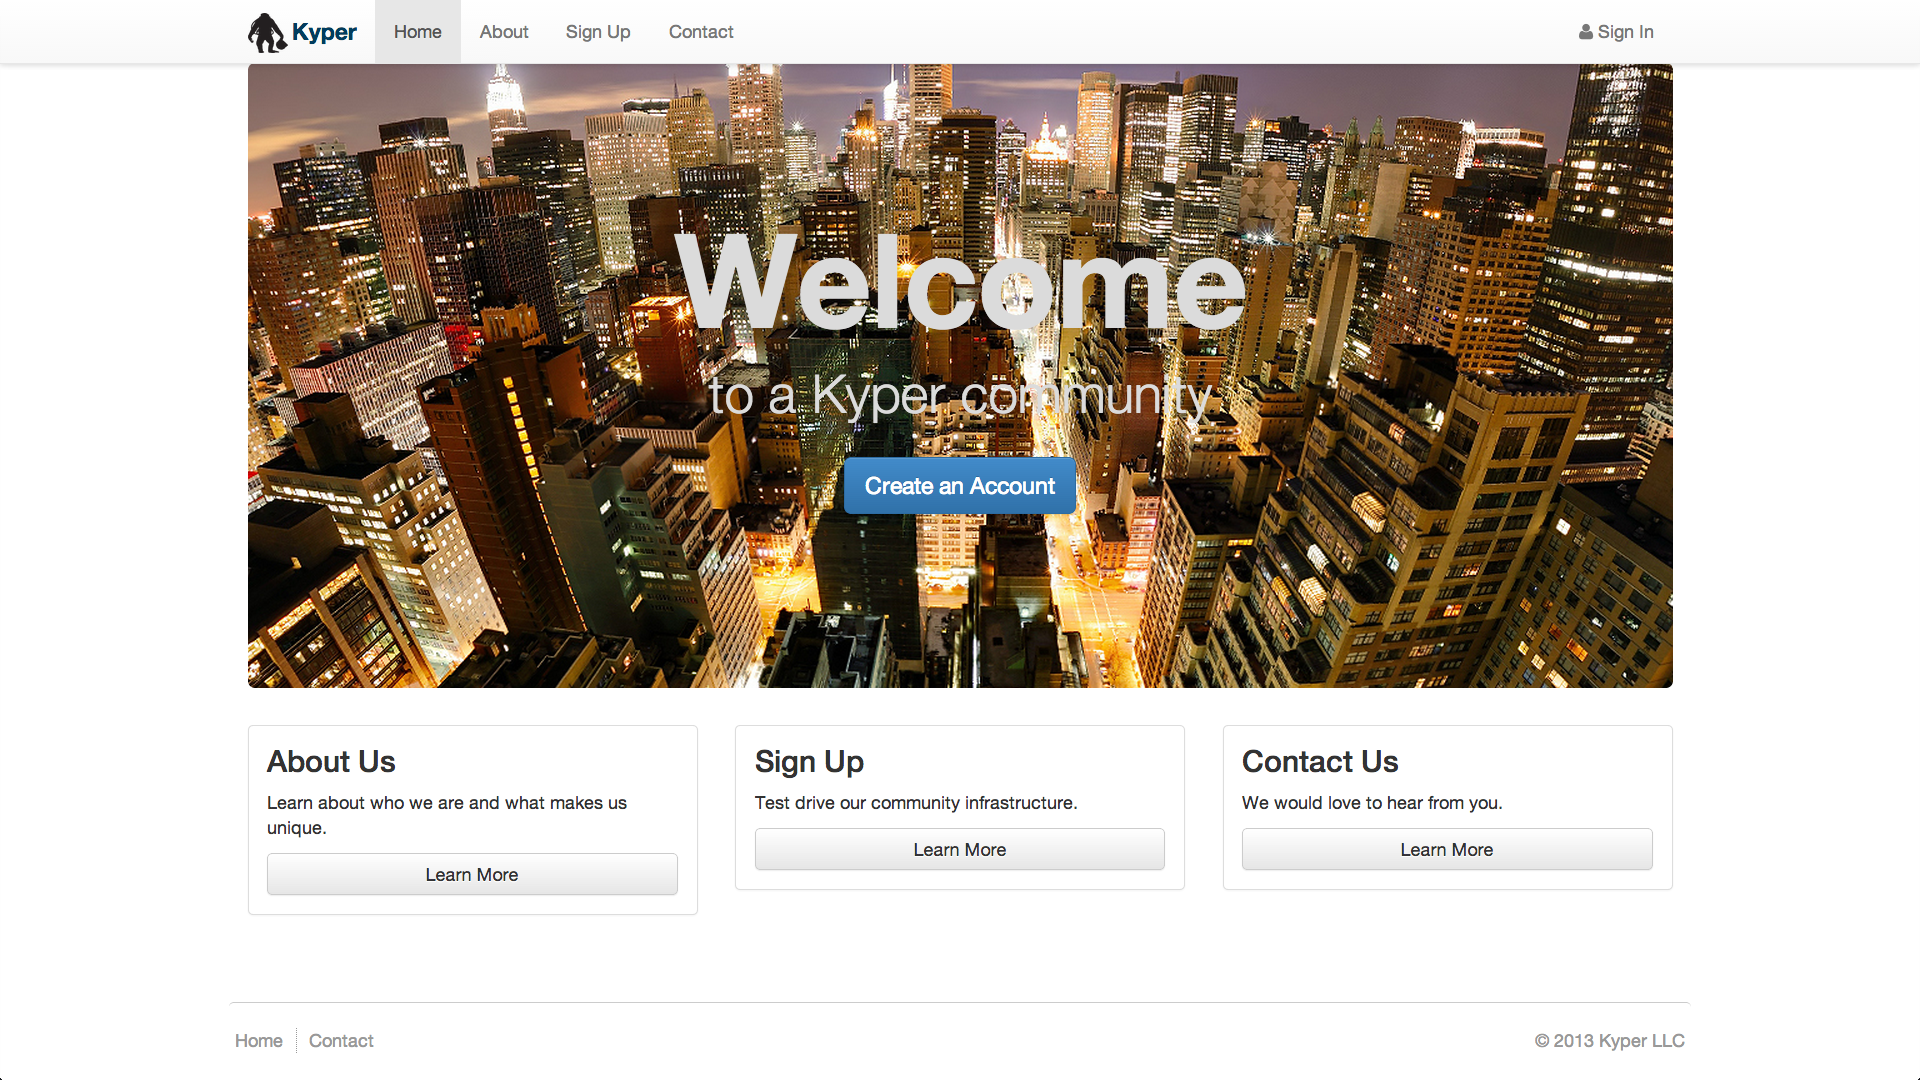 Kyper Home About Sign Up Contact Sign In
Welcome
to a Kyper community
Create an Account
About Us
Learn about who we are and what makes us
unique.
Learn More
Sign Up
Test drive our community infrastructure.
Learn More
Contact Us
We would love to hear from you.
Learn More
Home Contact © 2013 Kyper LLC